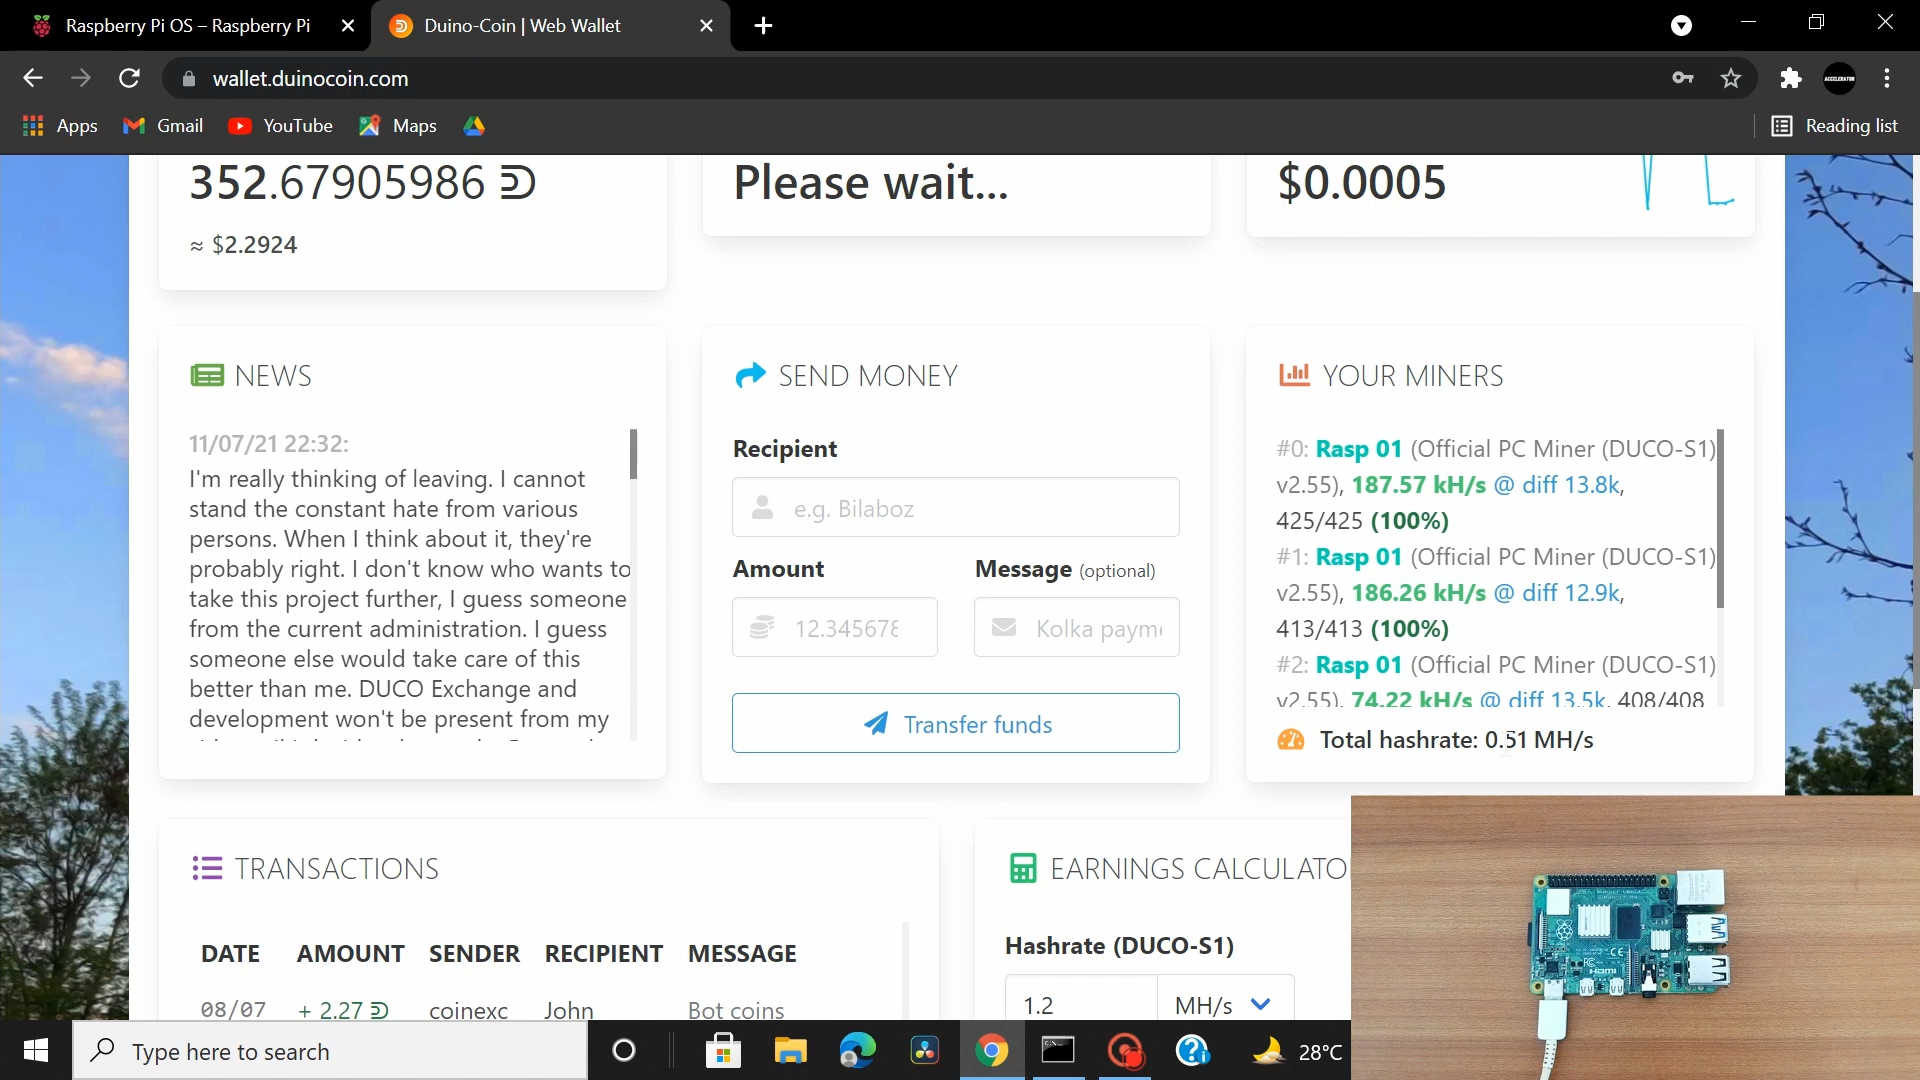 Raspberry Pi OS – Raspberry Pi
Duino-Coin | Web Wallet
wallet.duinocoin.com
ACCELERATOR
Apps
Gmail
YouTube
Maps
Reading list
352.67905986
≈ $2.2924
Please wait...
$0.0005
NEWS
11/07/21 22:32:
I'm really thinking of leaving. I cannot
stand the constant hate from various
persons. When I think about it, they're
probably right. I don't know who wants to
take this project further, I guess someone
from the current administration. I guess
someone else would take care of this
better than me. DUCO Exchange and
development won't be present from my
SEND MONEY
Recipient
e.g. Bilaboz
Amount
Message (optional)
12.345678
Kolka payme
Transfer funds
YOUR MINERS
#0: Rasp 01 (Official PC Miner (DUCO-S1)
v2.55), 187.57 kH/s @ diff 13.8k,
425/425 (100%)
#1: Rasp 01 (Official PC Miner (DUCO-S1)
v2.55), 186.26 kH/s @ diff 12.9k,
413/413 (100%)
#2: Rasp 01 (Official PC Miner (DUCO-S1)
v2.55), 74.22 kH/s @ diff 13.5k, 408/408
Total hashrate: 0.51 MH/s
TRANSACTIONS
DATE AMOUNT SENDER RECIPIENT MESSAGE
08/07 + 2.27 coinexc John Bot coins
EARNINGS CALCULATO
Hashrate (DUCO-S1)
1.2 MH/s
HDMI
Type here to search
28°C